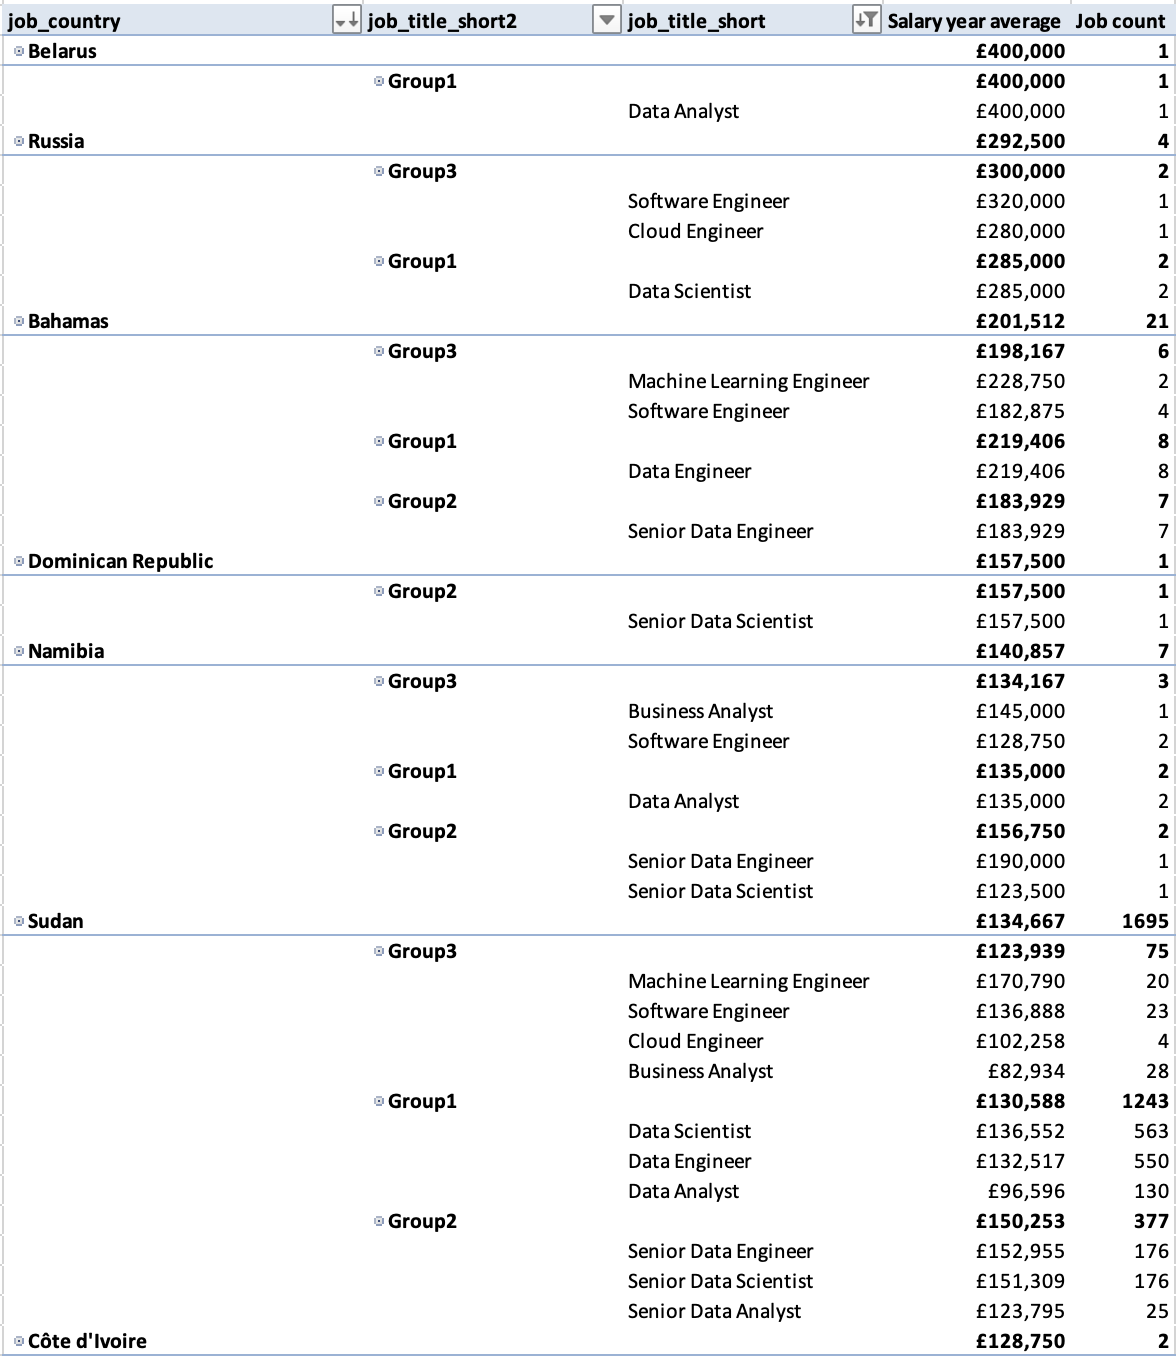 job_country job_title_short2 job_title_short Salary year average Job count
Belarus £400,000 1
Group1 £400,000 1
Data Analyst £400,000 1
Russia £292,500 4
Group3 £300,000 2
Software Engineer £320,000 1
Cloud Engineer £280,000 1
Group1 £285,000 2
Data Scientist £285,000 2
Bahamas £201,512 21
Group3 £198,167 6
Machine Learning Engineer £228,750 2
Software Engineer £182,875 4
Group1 £219,406 8
Data Engineer £219,406 8
Group2 £183,929 7
Senior Data Engineer £183,929 7
Dominican Republic £157,500 1
Group2 £157,500 1
Senior Data Scientist £157,500 1
Namibia £140,857 7
Group3 £134,167 3
Business Analyst £145,000 1
Software Engineer £128,750 2
Group1 £135,000 2
Data Analyst £135,000 2
Group2 £156,750 2
Senior Data Engineer £190,000 1
Senior Data Scientist £123,500 1
Sudan £134,667 1695
Group3 £123,939 75
Machine Learning Engineer £170,790 20
Software Engineer £136,888 23
Cloud Engineer £102,258 4
Business Analyst £82,934 28
Group1 £130,588 1243
Data Scientist £136,552 563
Data Engineer £132,517 550
Data Analyst £96,596 130
Group2 £150,253 377
Senior Data Engineer £152,955 176
Senior Data Scientist £151,309 176
Senior Data Analyst £123,795 25
Côte d'Ivoire £128,750 2